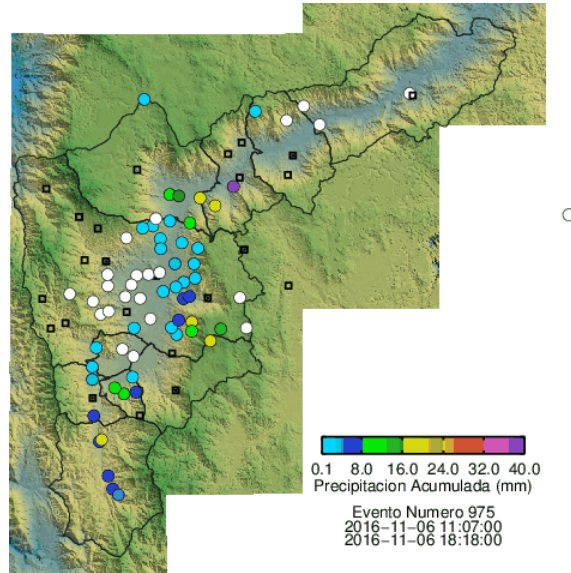 0.1 8.0 16.0 24.0 32.0 40.0
Precipitacion Acumulada (mm)
Evento Numero 975
2016-11-06 11:07:00
2016-11-06 18:18:00